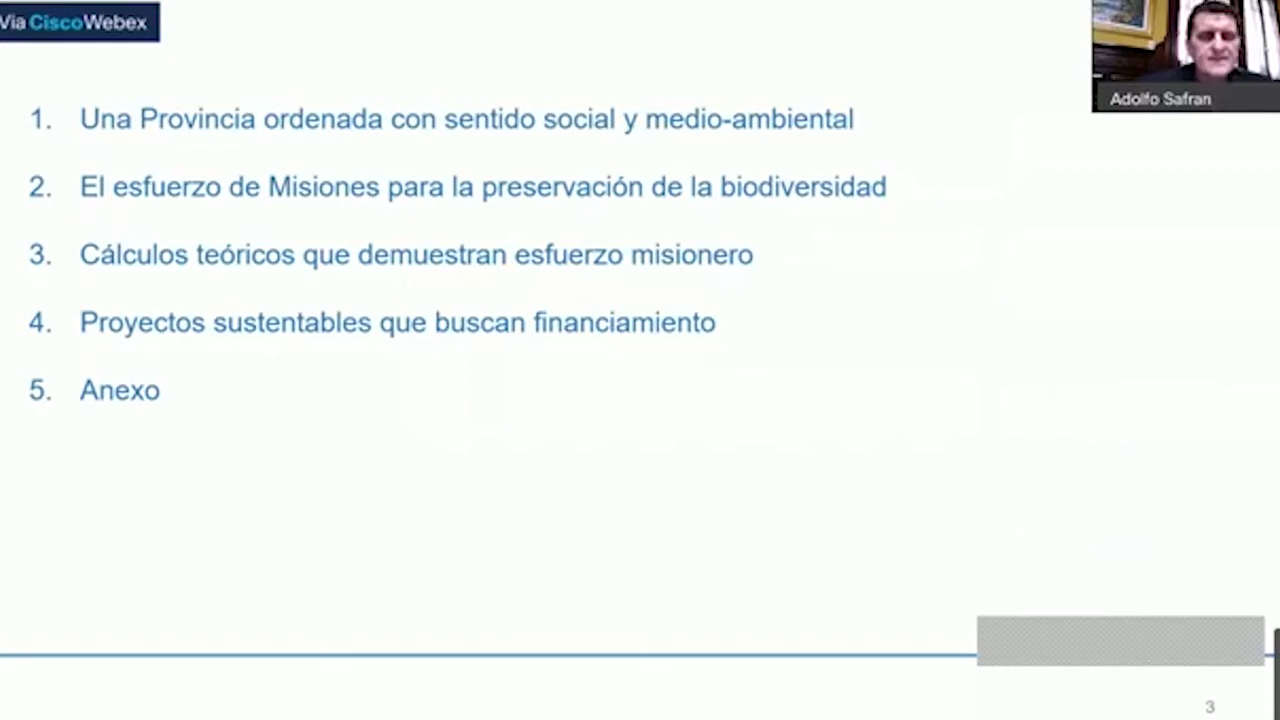 Via CiscoWebex
Adolfo Safran
1. Una Provincia ordenada con sentido social y medio-ambiental
2. El esfuerzo de Misiones para la preservación de la biodiversidad
3. Cálculos teóricos que demuestran esfuerzo misionero
4. Proyectos sustentables que buscan financiamiento
5. Anexo
3